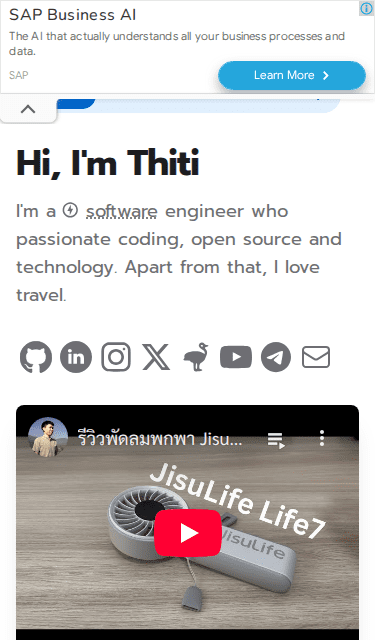 SAP Business AI
The AI that actually understands all your business processes and
data.
SAP
Learn More
Hi, I'm Thiti
I'm a software engineer who
passionate coding, open source and
technology. Apart from that, I love
travel.
in
รีวิวพัดลมพกพา Jisu...
JisuLife Life7
JisuLife